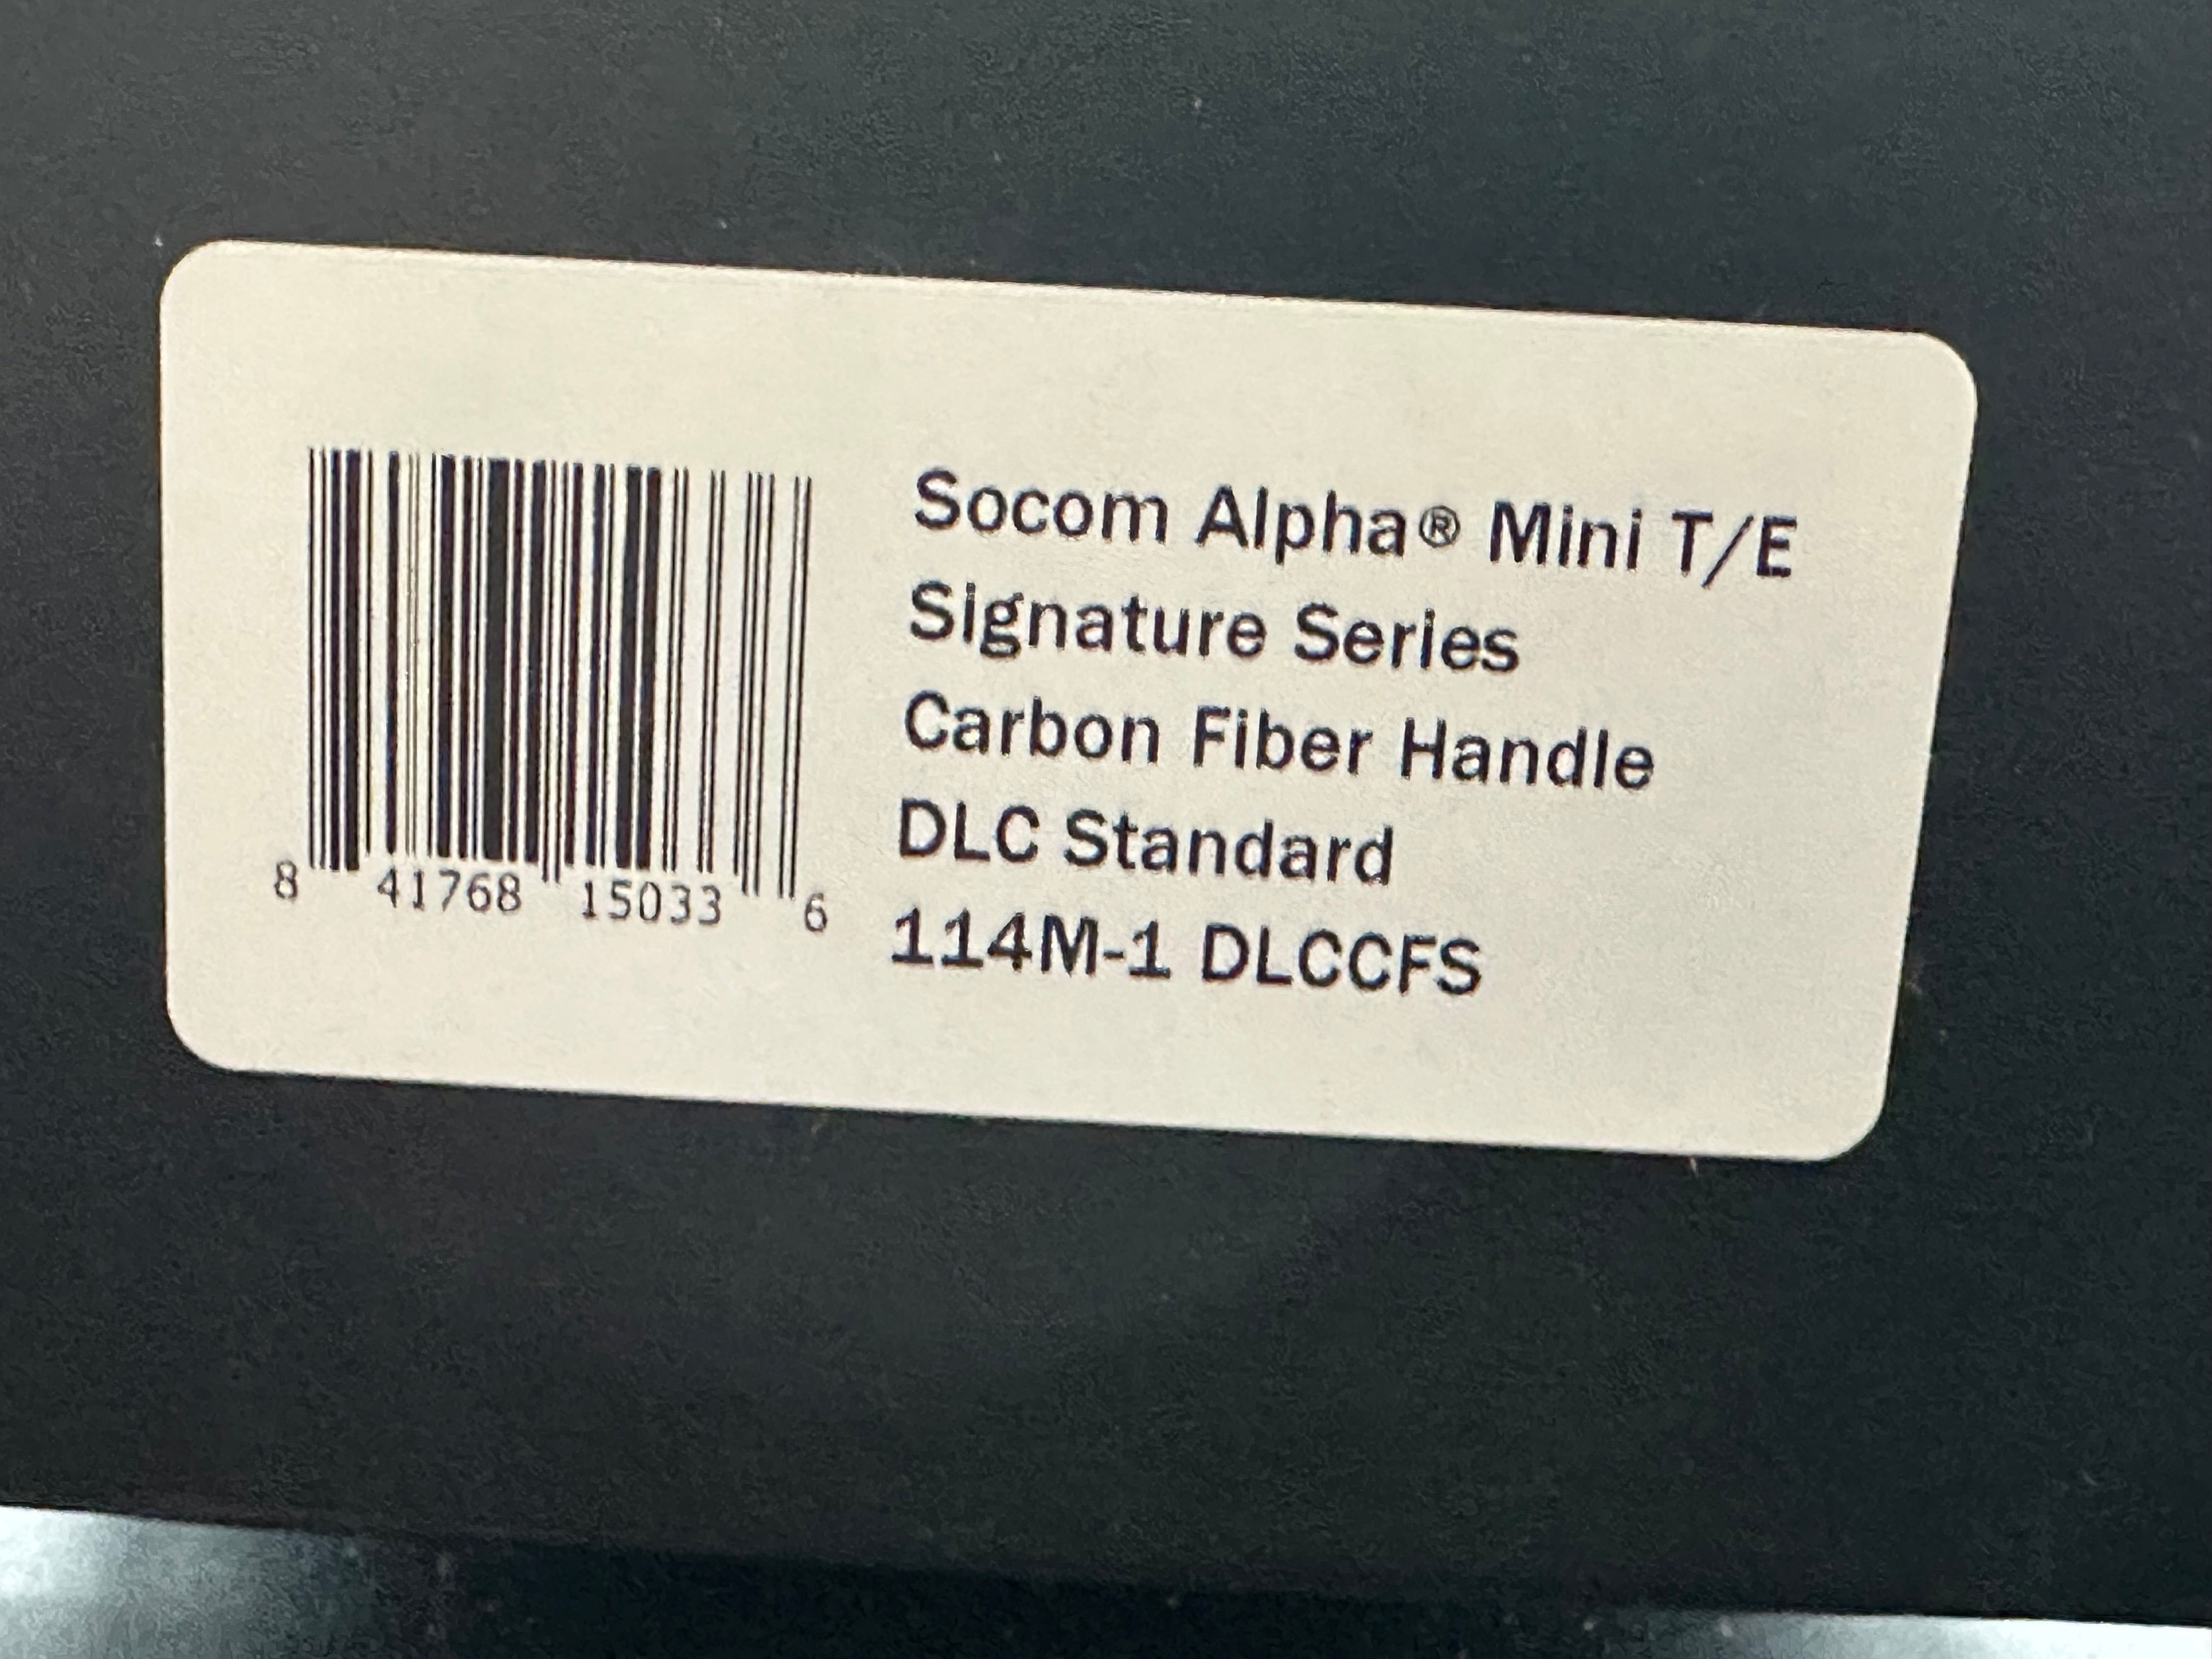 Socom Alpha® Mini T/E
Signature Series
Carbon Fiber Handle
DLC Standard
114M-1 DLCCFS
8 41768 15033 6